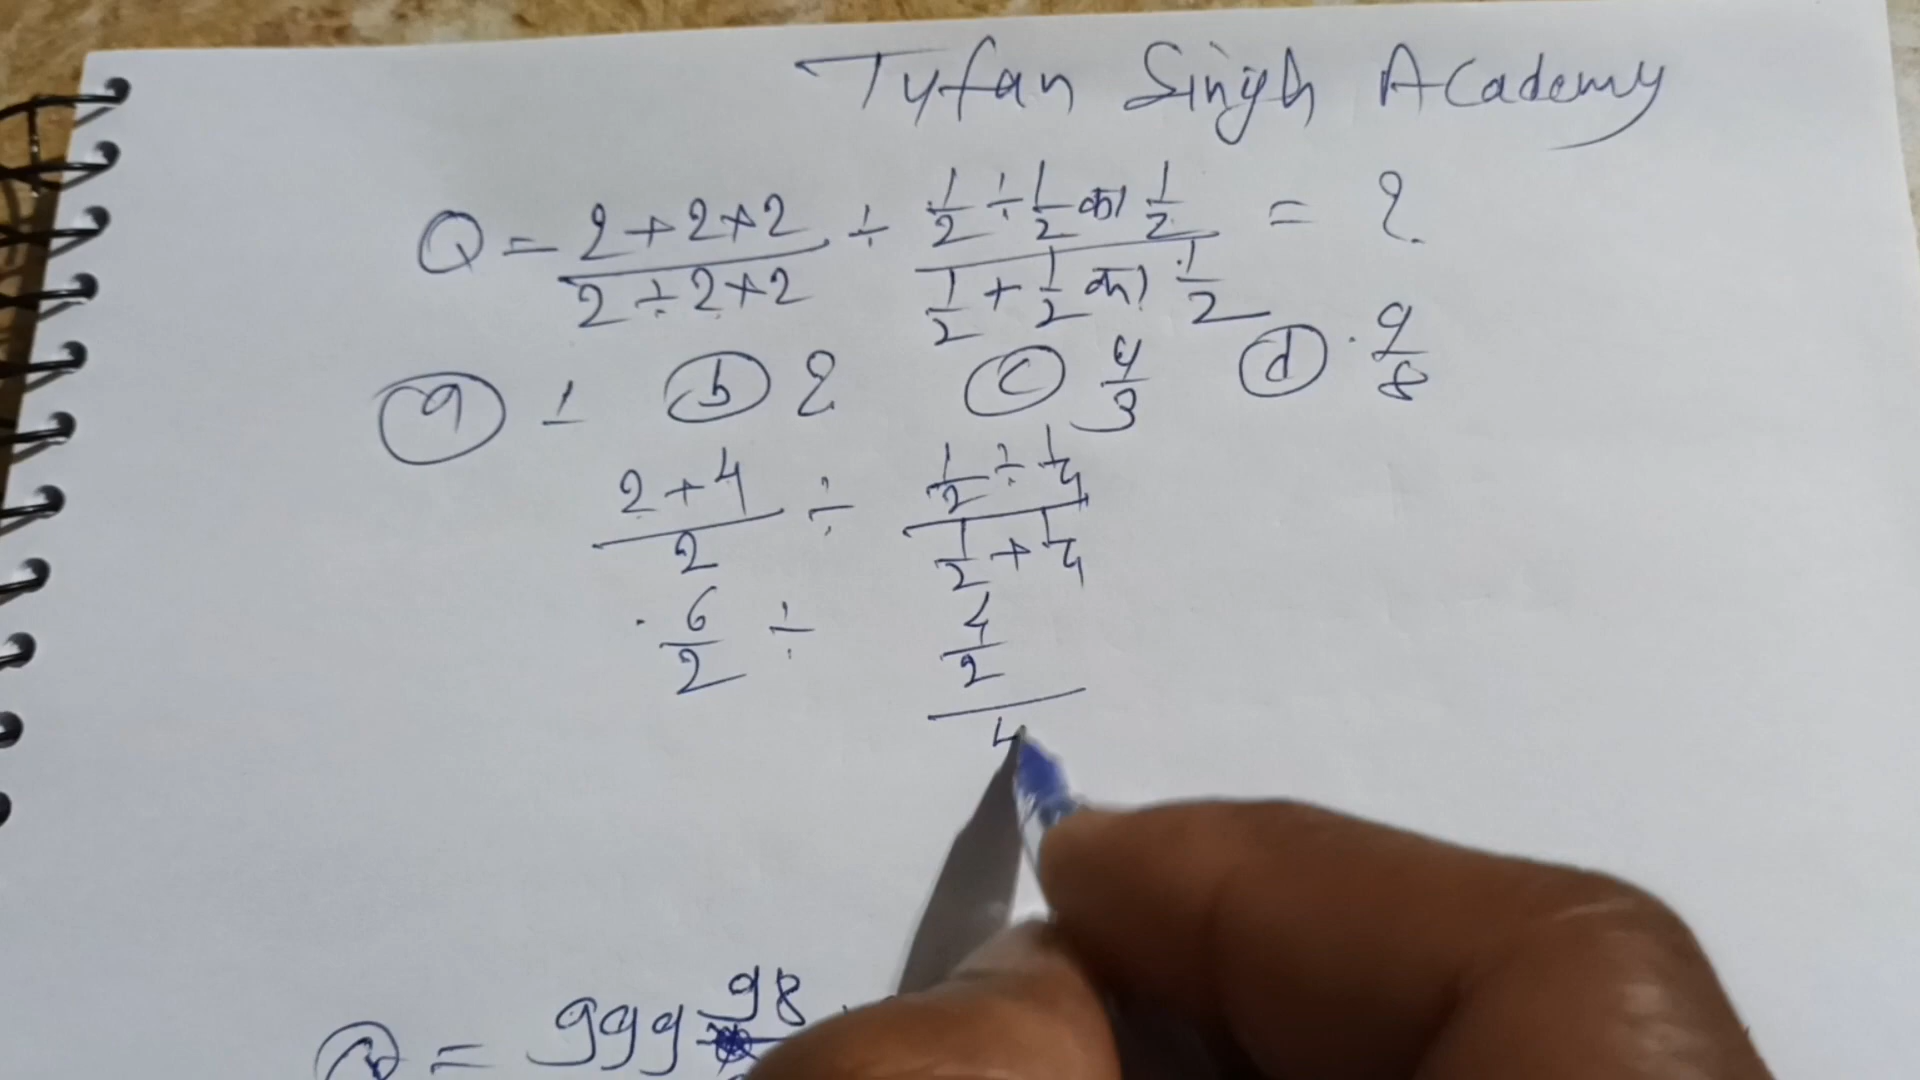 Tyfan Singh Academy
Q = 2 + 2 × 2 / 2 ÷ 2 × 2 ÷ 1/2 ÷ 1/2 का 1/2 / 1/2 + 1/2 का 1/2 = ?
(a) 1 (b) 2 (c) 4/3 (d) 9/8
2 + 4 / 2 ÷ 1/2 ÷ 1/4 / 1/2 + 1/4
6/2 ÷ 4/2 /
Q = 999 98